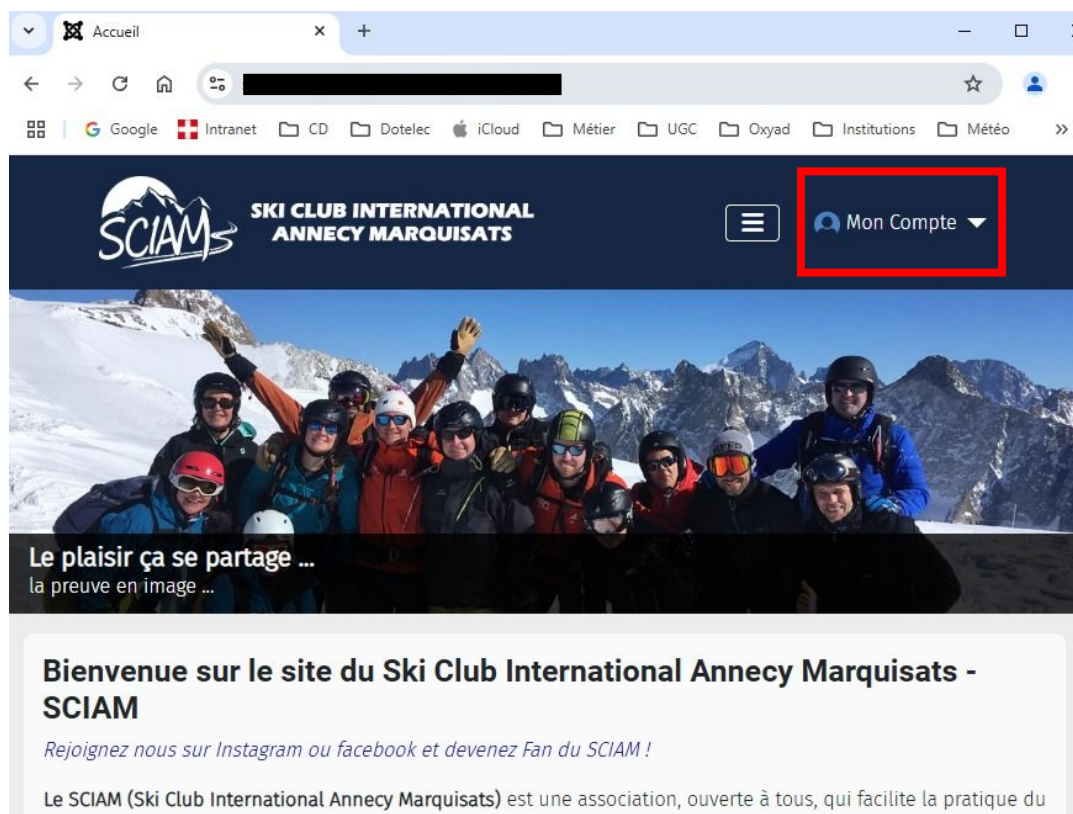 Accueil
Google Intranet CD Dotelec iCloud Métier UGC Oxyad Institutions Météo »
SCIAMs
SKI CLUB INTERNATIONAL
ANNECY MARQUISATS
Mon Compte
Le plaisir ça se partage ...
la preuve en image ...
Bienvenue sur le site du Ski Club International Annecy Marquisats -
SCIAM
Rejoignez nous sur Instagram ou facebook et devenez Fan du SCIAM !
Le SCIAM (Ski Club International Annecy Marquisats) est une association, ouverte à tous, qui facilite la pratique du